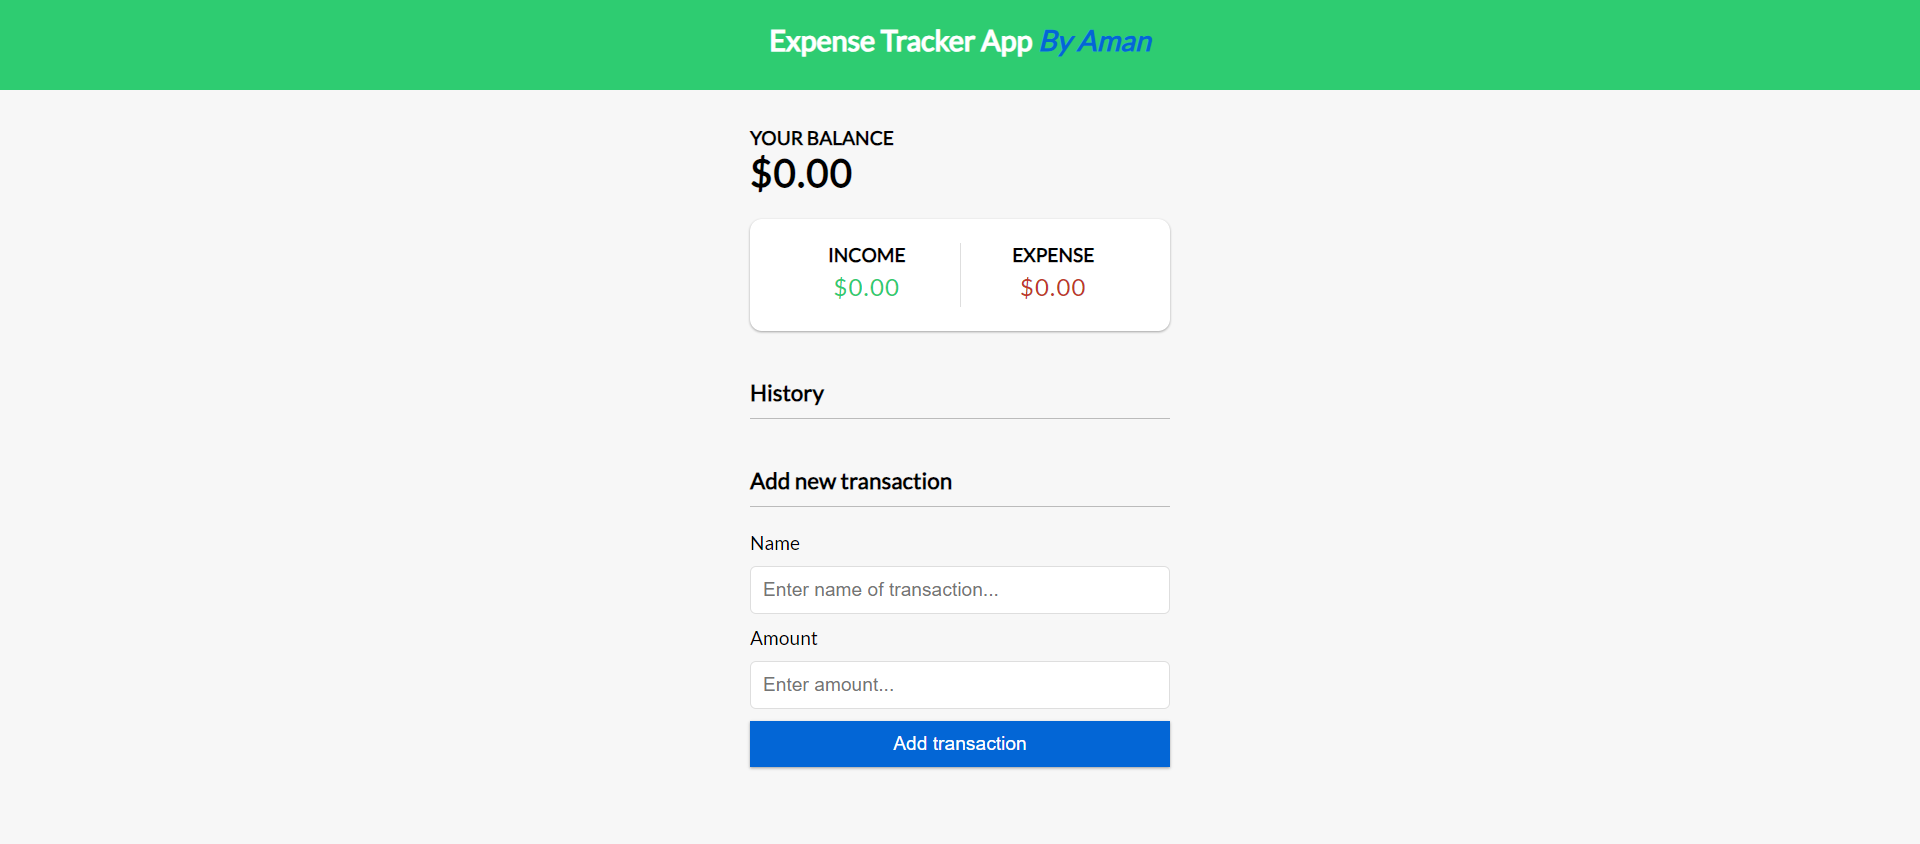 Expense Tracker App By Aman
YOUR BALANCE
$0.00
INCOME
$0.00
EXPENSE
$0.00
History
Add new transaction
Name
Enter name of transaction...
Amount
Enter amount...
Add transaction